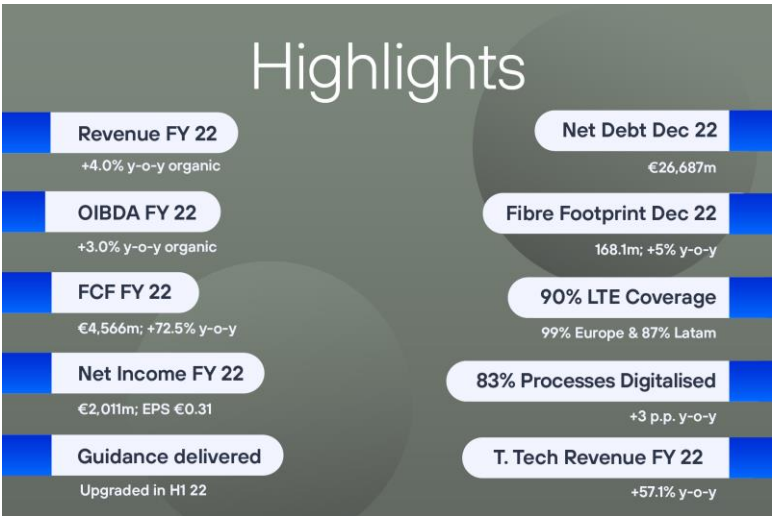 Highlights
Revenue FY 22
+4.0% y-o-y organic
OIBDA FY 22
+3.0% y-o-y organic
FCF FY 22
€4,566m; +72.5% y-o-y
Net Income FY 22
€2,011m; EPS €0.31
Guidance delivered
Upgraded in H1 22
Net Debt Dec 22
€26,687m
Fibre Footprint Dec 22
168.1m; +5% y-o-y
90% LTE Coverage
99% Europe & 87% Latam
83% Processes Digitalised
+3 p.p. y-o-y
T. Tech Revenue FY 22
+57.1% y-o-y